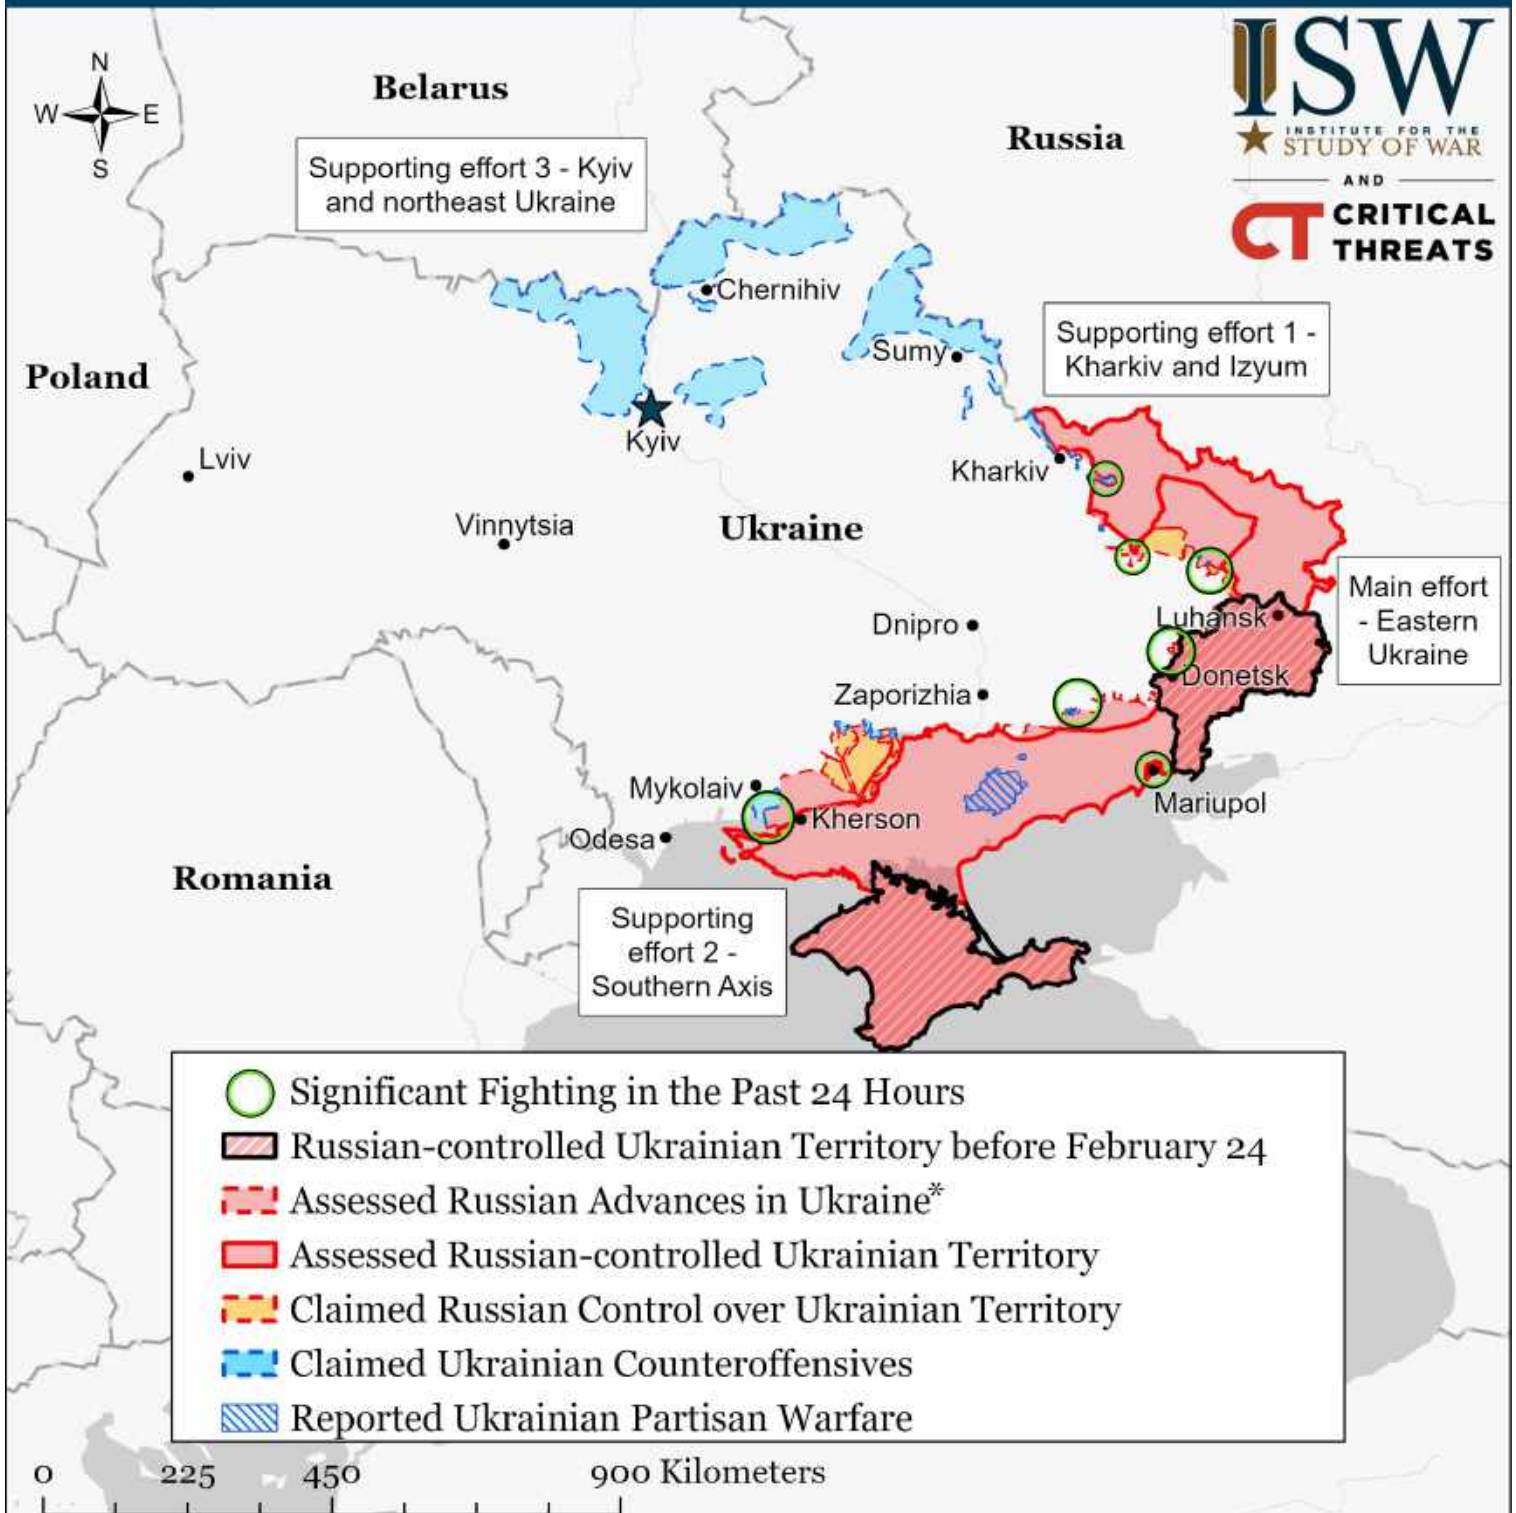 N
W E
S
Belarus
Russia
ISW
INSTITUTE FOR THE
STUDY OF WAR
AND
CT CRITICAL
THREATS
Supporting effort 3 - Kyiv
and northeast Ukraine
Chernihiv
Supporting effort 1 -
Kharkiv and Izyum
Sumy
Poland
Kyiv
Lviv
Kharkiv
Vinnytsia
Ukraine
Main effort
- Eastern
Ukraine
Luhansk
Dnipro
Donetsk
Zaporizhia
Mykolaiv
Mariupol
Kherson
Odesa
Romania
Supporting
effort 2 -
Southern Axis
Significant Fighting in the Past 24 Hours
Russian-controlled Ukrainian Territory before February 24
Assessed Russian Advances in Ukraine*
Assessed Russian-controlled Ukrainian Territory
Claimed Russian Control over Ukrainian Territory
Claimed Ukrainian Counteroffensives
Reported Ukrainian Partisan Warfare
0 225 450 900 Kilometers